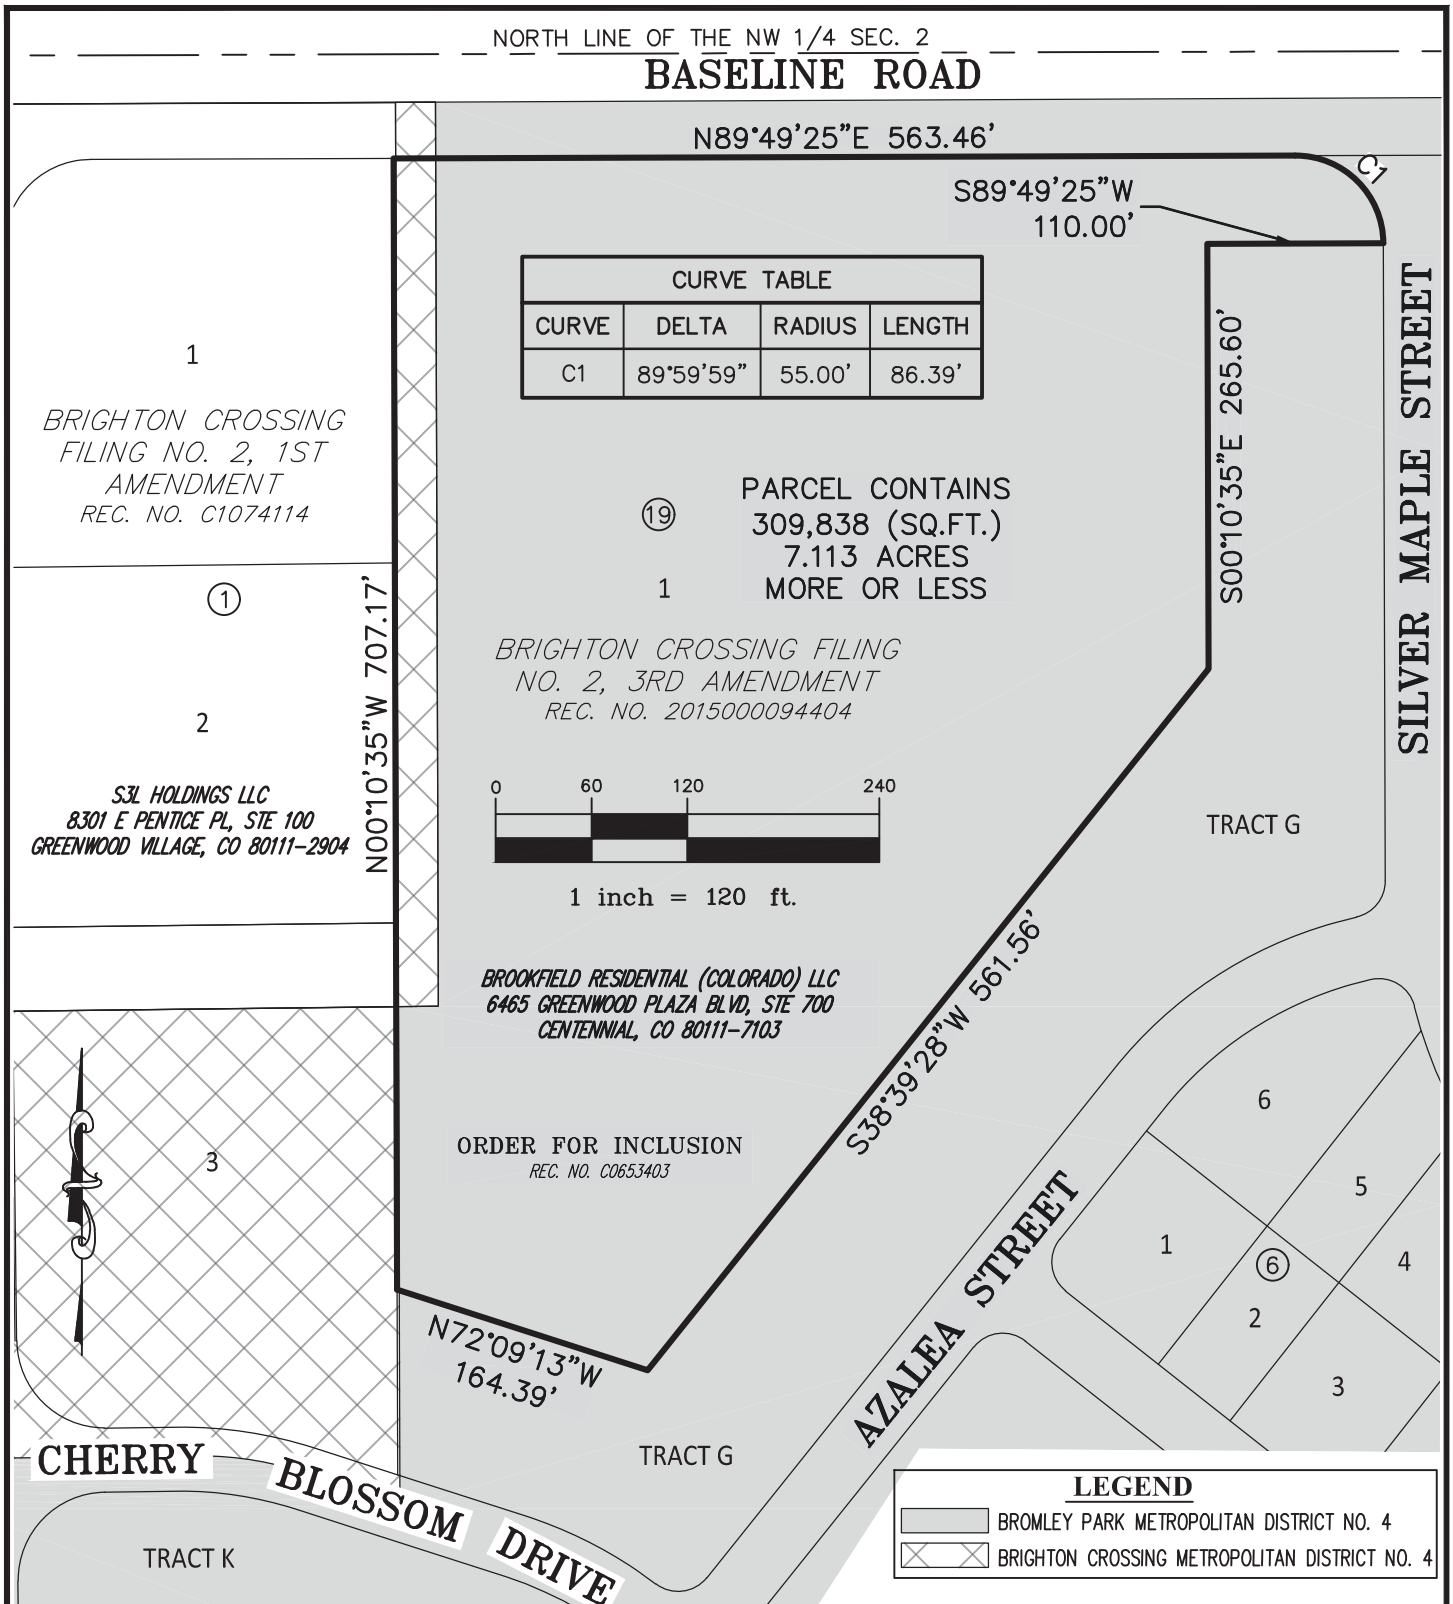 NORTH LINE OF THE NW 1/4 SEC. 2
BASELINE ROAD
N89°49'25"E 563.46'
C1
S89°49'25"W
110.00'
CURVE TABLE
CURVE DELTA RADIUS LENGTH
C1 89°59'59" 55.00' 86.39'
S00°10'35"E 265.60'
SILVER MAPLE STREET
1
BRIGHTON CROSSING
FILING NO. 2, 1ST
AMENDMENT
REC. NO. C1074114
1
2
S3L HOLDINGS LLC
8301 E PENTICE PL, STE 100
GREENWOOD VILLAGE, CO 80111-2904
N00°10'35"W 707.17'
19
1
PARCEL CONTAINS
309,838 (SQ.FT.)
7.113 ACRES
MORE OR LESS
BRIGHTON CROSSING FILING
NO. 2, 3RD AMENDMENT
REC. NO. 2015000094404
0 60 120 240
1 inch = 120 ft.
TRACT G
BROOKFIELD RESIDENTIAL (COLORADO) LLC
6465 GREENWOOD PLAZA BLVD, STE 700
CENTENNIAL, CO 80111-7103
S38°39'28"W 561.56'
ORDER FOR INCLUSION
REC. NO. C0653403
3
N72°09'13"W
164.39'
AZALEA STREET
6
5
4
1
6
2
3
TRACT G
CHERRY BLOSSOM DRIVE
TRACT K
LEGEND
BROMLEY PARK METROPOLITAN DISTRICT NO. 4
BRIGHTON CROSSING METROPOLITAN DISTRICT NO. 4